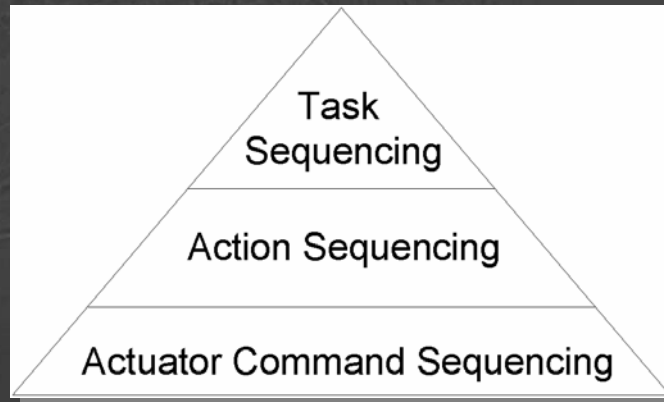 Task
Sequencing
Action Sequencing
Actuator Command Sequencing